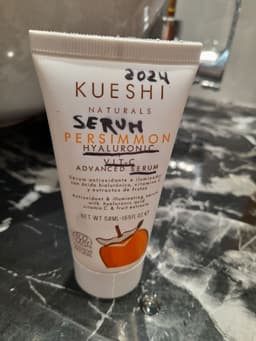 2024
KUESHI
NATURALS
SERUM
PERSIMMON
HYALURONIC
VIT-C
ADVANCED SERUM
Serum antioxidante e iluminador
con ácido hialurónico, vitamina C
y extractos de frutas
Antioxidant & illuminating serum
with hyaluronic acid
vitamin C & fruit extracts
NET WT 50ML